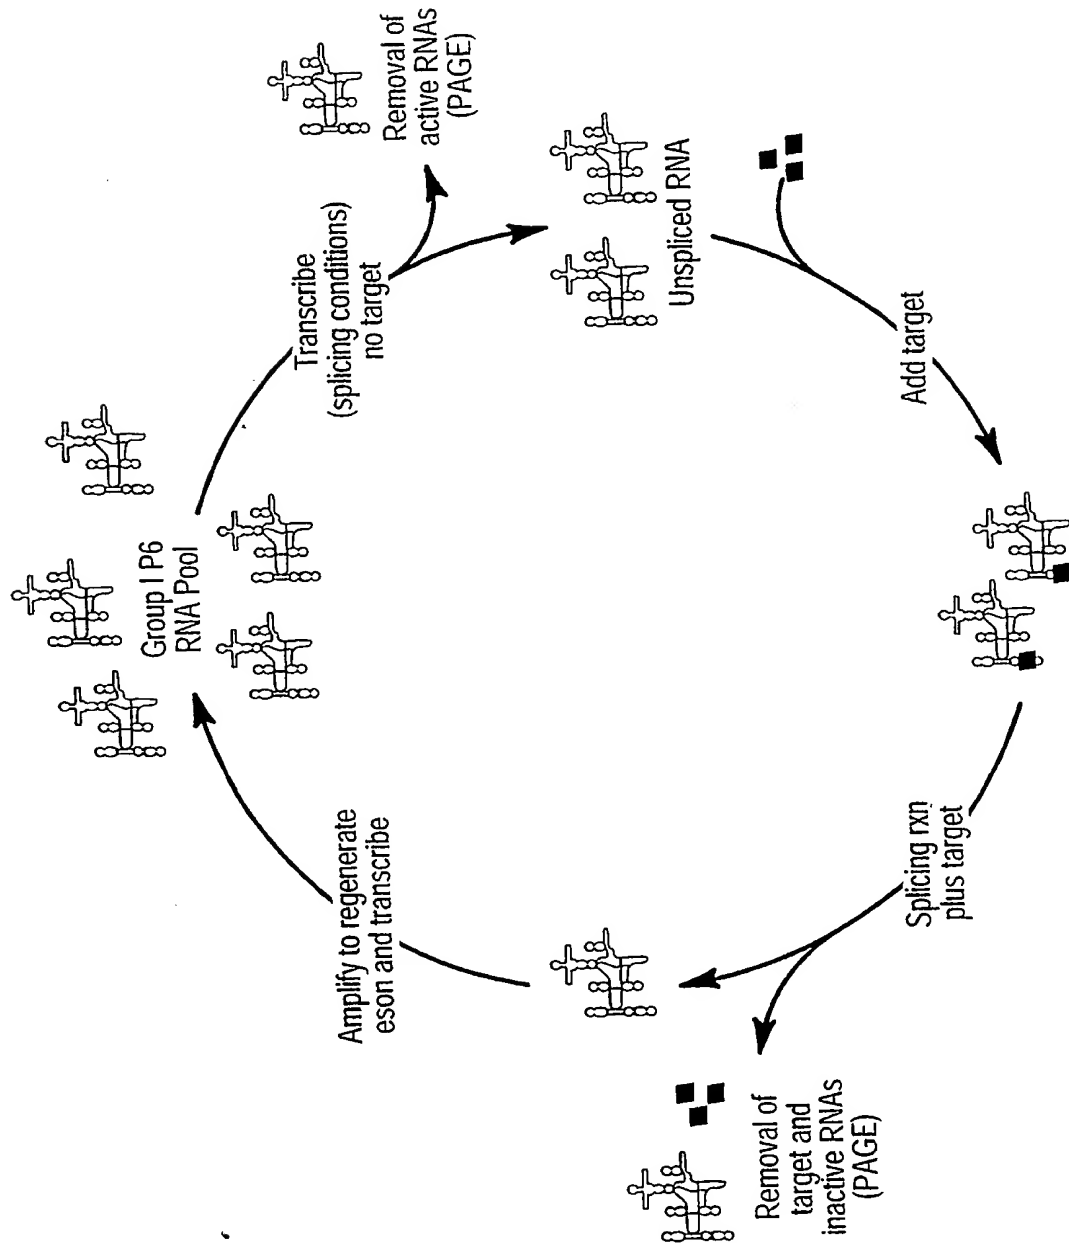 Group I P6
RNA Pool
Transcribe
(splicing conditions)
no target
Removal of
active RNAs
(PAGE)
Unspliced RNA
Add target
Splicing rxn
plus target
Removal of
target and
inactive RNAs
(PAGE)
Amplify to regenerate
eson and transcribe